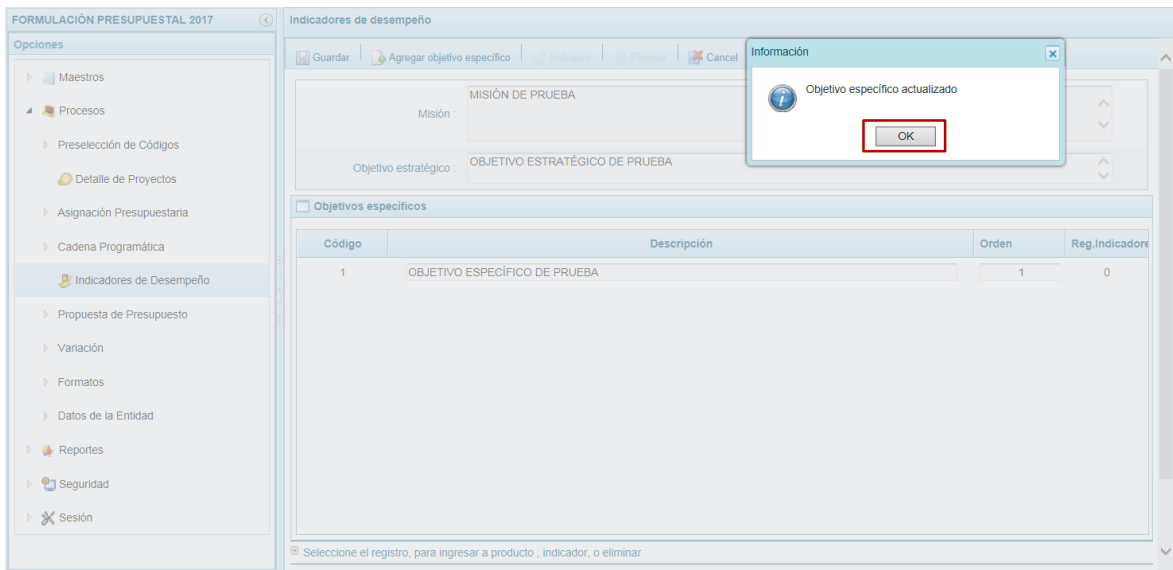 FORMULACIÓN PRESUPUESTAL 2017
Opciones
Maestros
Procesos
Preselección de Códigos
Detalle de Proyectos
Asignación Presupuestaria
Cadena Programática
Indicadores de Desempeño
Propuesta de Presupuesto
Variación
Formatos
Datos de la Entidad
Reportes
Seguridad
Sesión
Indicadores de desempeño
Guardar Agregar objetivo específico Indicador Eliminar Cancel
Misión : MISIÓN DE PRUEBA
Objetivo estratégico : OBJETIVO ESTRATÉGICO DE PRUEBA
Información
Objetivo específico actualizado
OK
Objetivos específicos
Código Descripción Orden Reg.Indicadore
1 OBJETIVO ESPECÍFICO DE PRUEBA 1 0
Seleccione el registro, para ingresar a producto , indicador, o eliminar